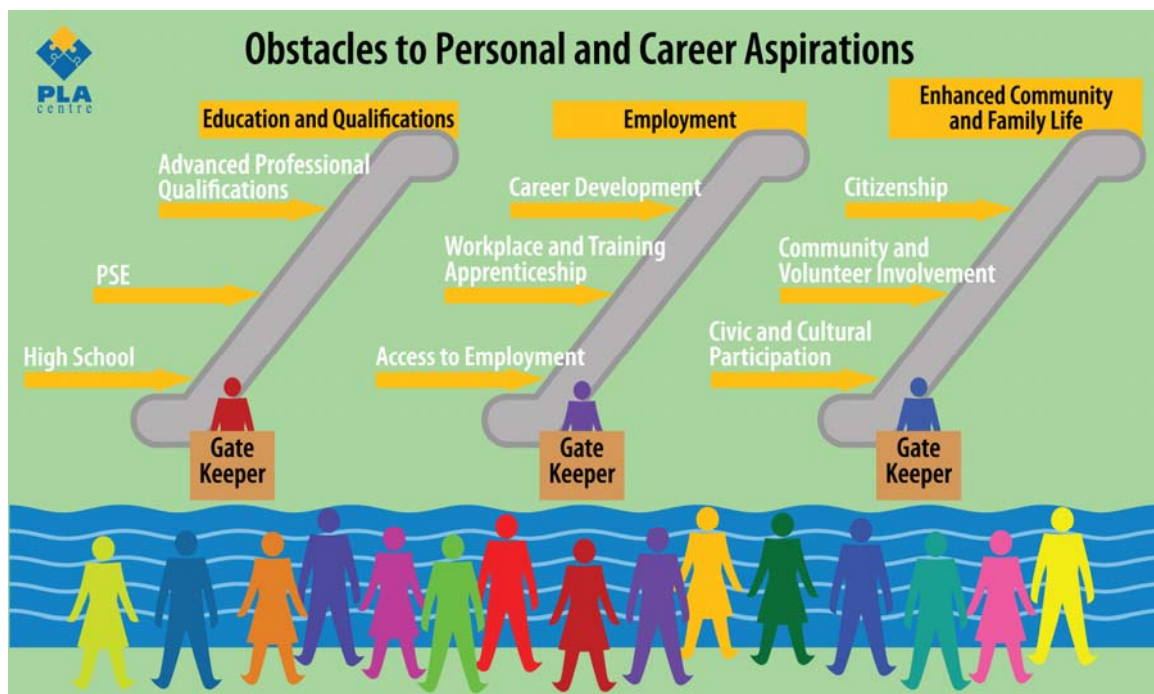 PLA
centre
Obstacles to Personal and Career Aspirations
Education and Qualifications
Advanced Professional
Qualifications
PSE
High School
Gate
Keeper
Employment
Career Development
Workplace and Training
Apprenticeship
Access to Employment
Gate
Keeper
Enhanced Community
and Family Life
Citizenship
Community and
Volunteer Involvement
Civic and Cultural
Participation
Gate
Keeper